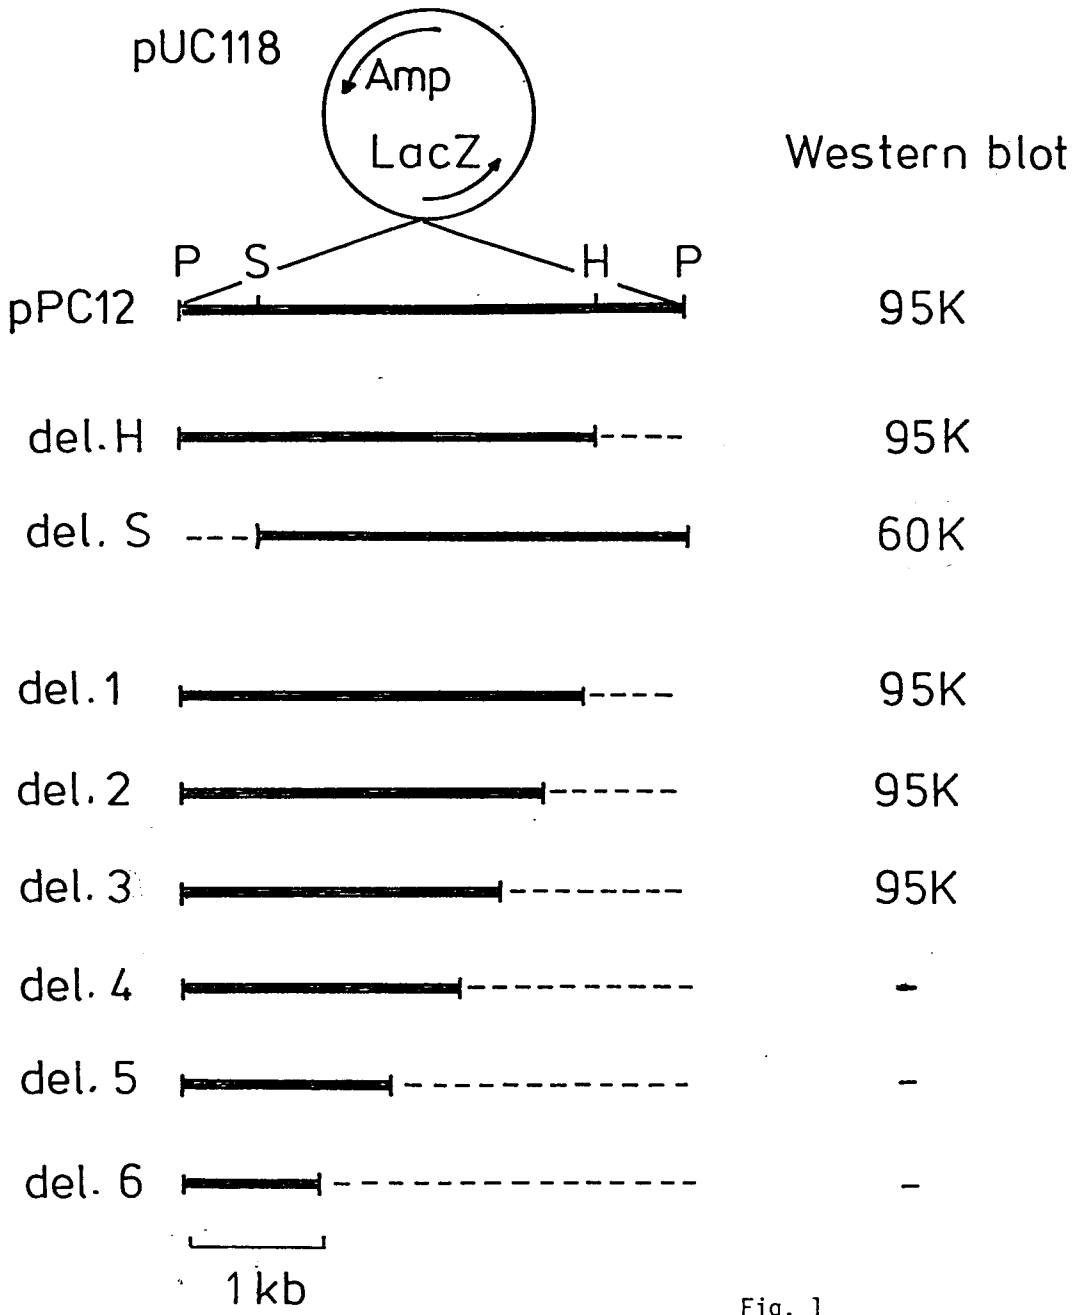 pUC118
Amp
LacZ
Western blot
P S H P
pPC12 95K
del. H 95K
del. S 60K
del. 1 95K
del. 2 95K
del. 3 95K
del. 4 -
del. 5 -
del. 6 -
1 kb
Fig. 1